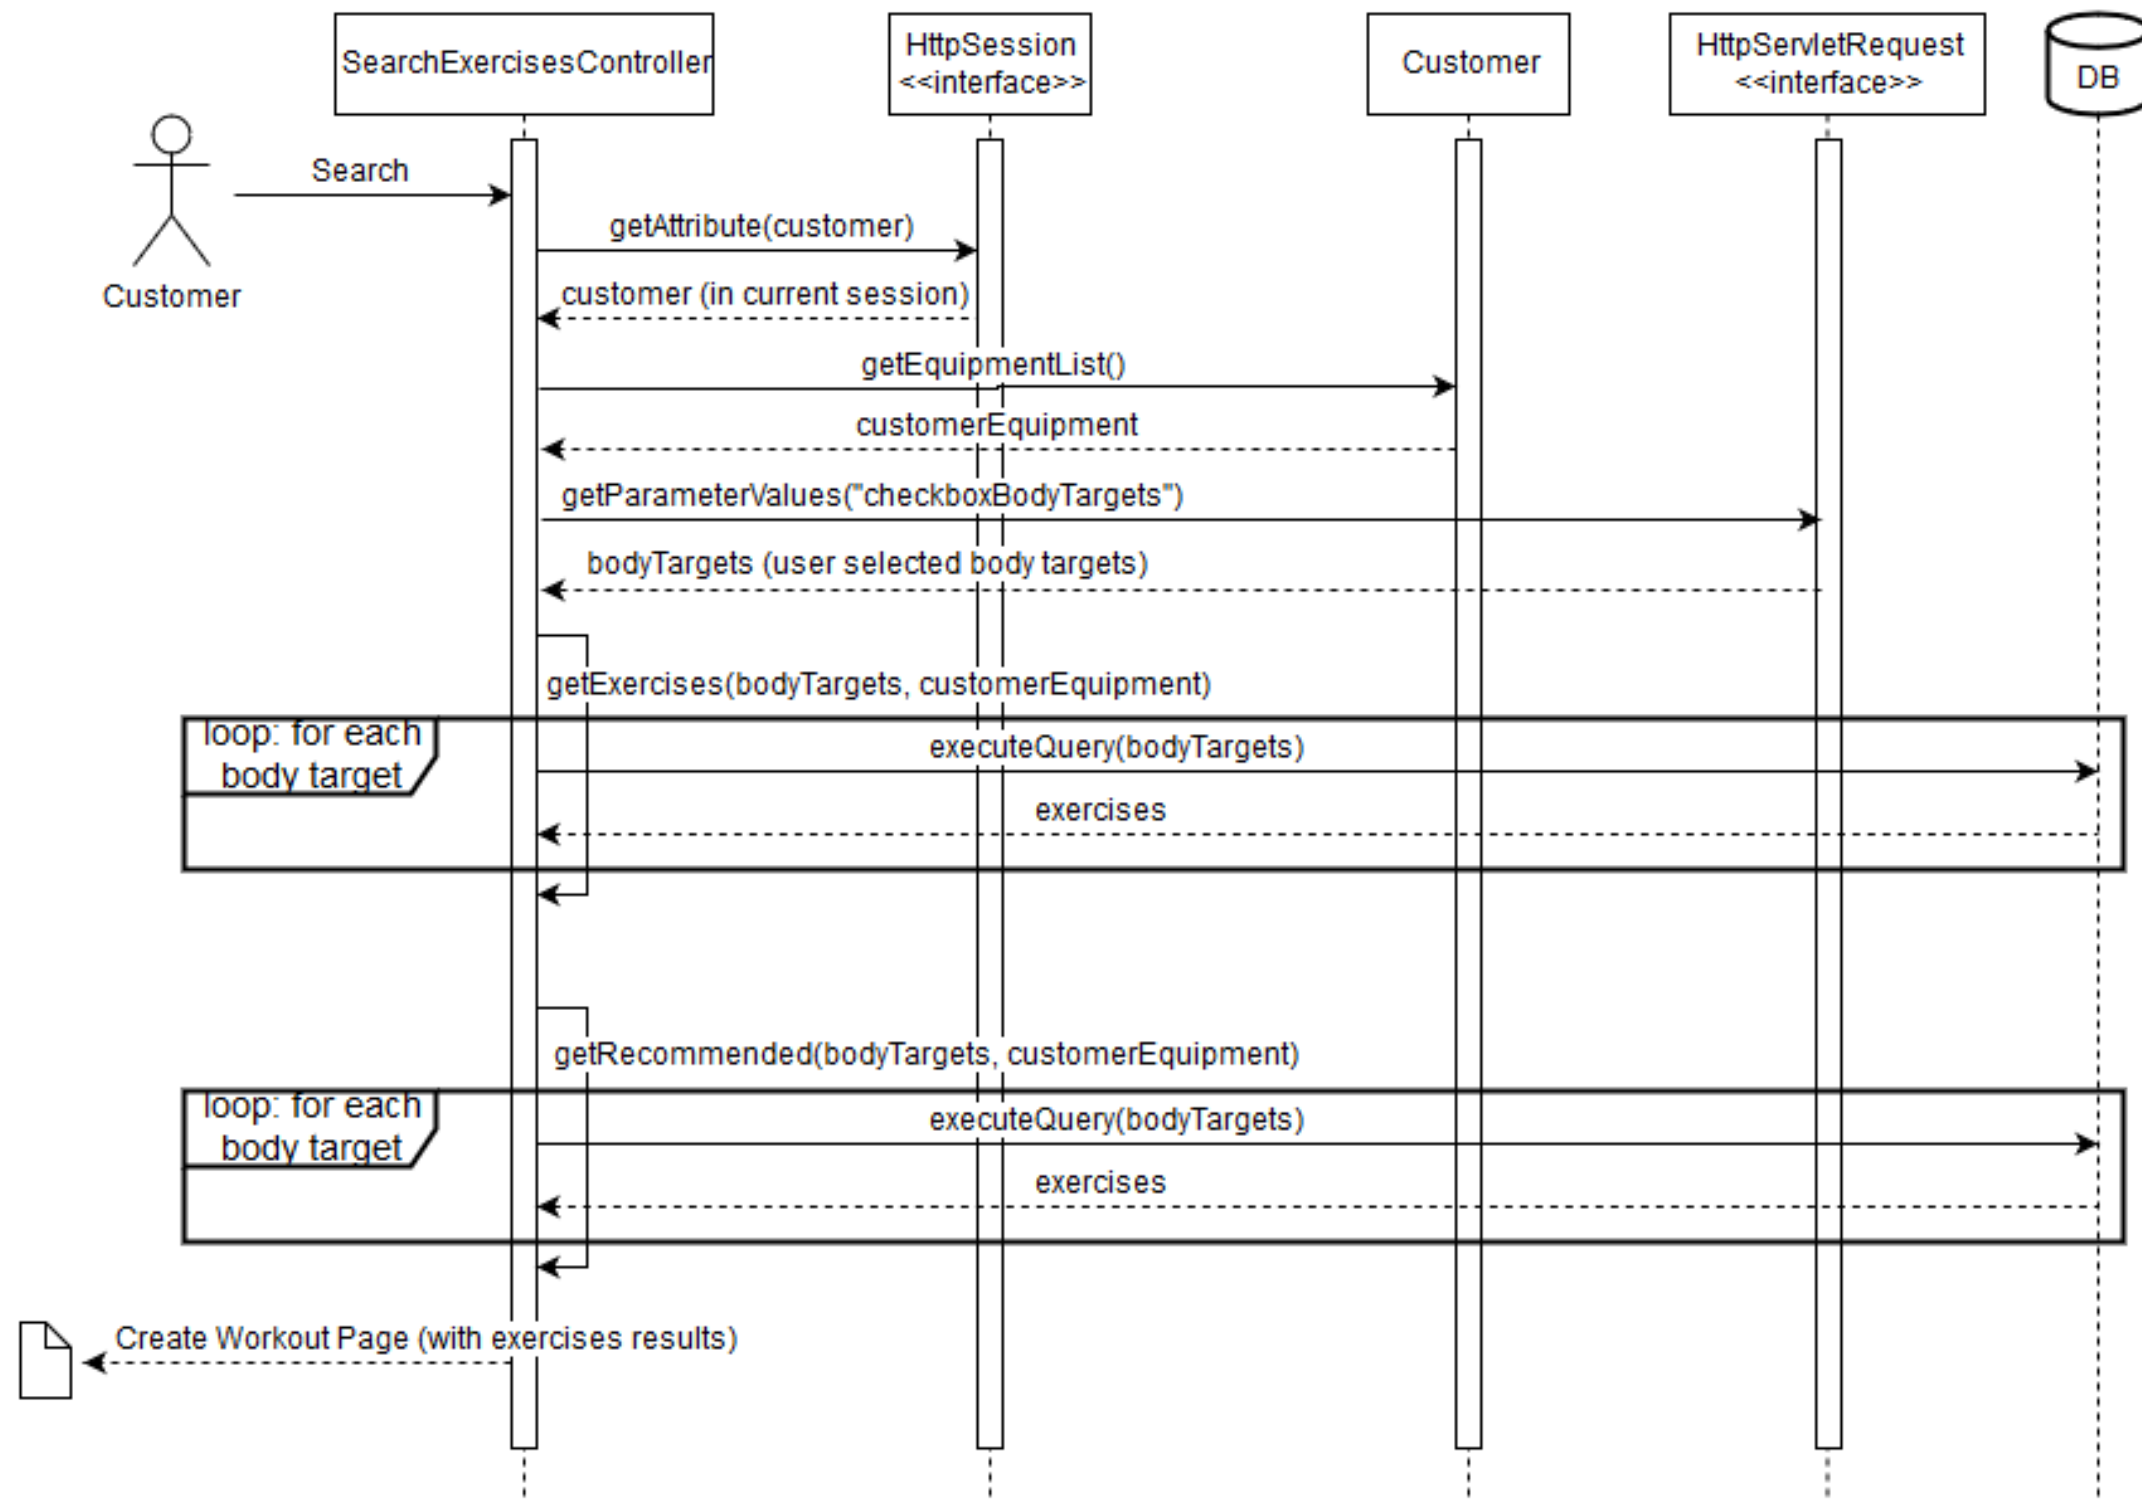 SearchExercisesController
HttpSession
<<interface>>
Customer
HttpServletRequest
<<interface>>
DB
Search
Customer
getAttribute(customer)
customer (in current session)
getEquipmentList()
customerEquipment
getParameterValues("checkboxBodyTargets")
bodyTargets (user selected body targets)
getExercises(bodyTargets, customerEquipment)
loop: for each
body target
executeQuery(bodyTargets)
exercises
getRecommended(bodyTargets, customerEquipment)
loop: for each
body target
executeQuery(bodyTargets)
exercises
Create Workout Page (with exercises results)